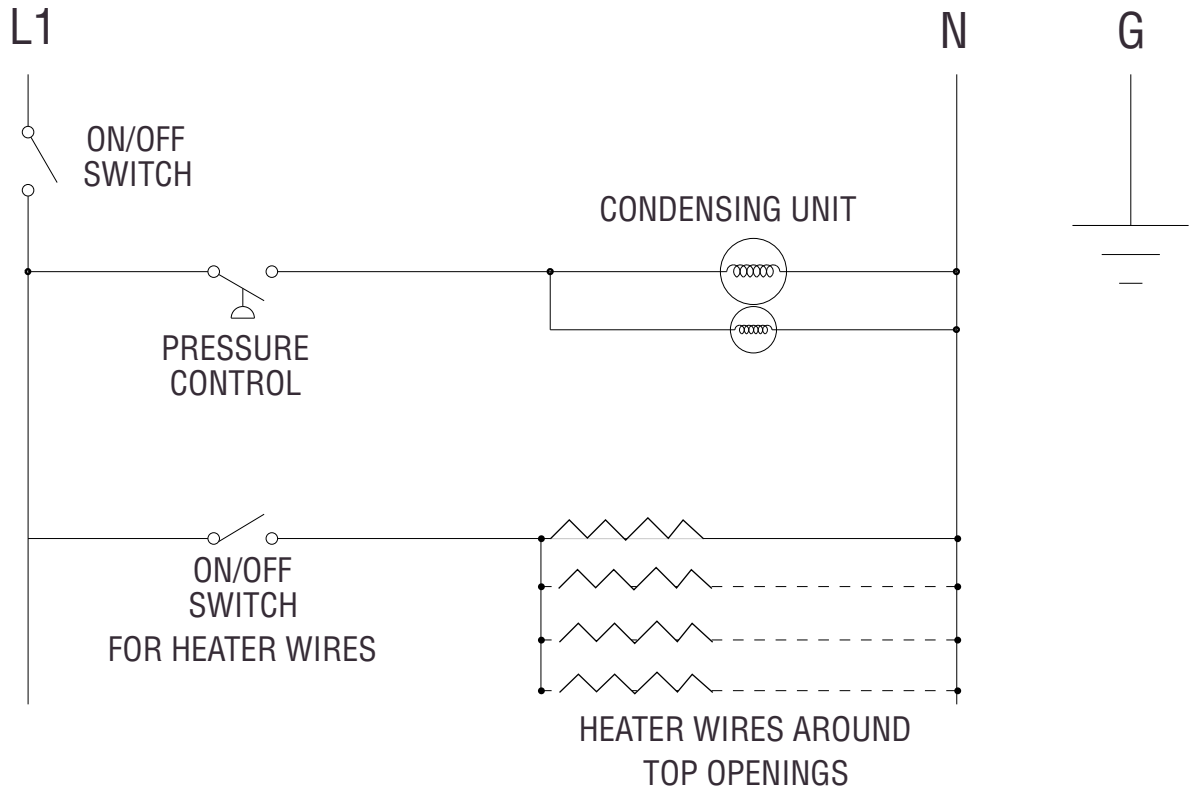 L1
N
G
ON/OFF
SWITCH
CONDENSING UNIT
PRESSURE
CONTROL
ON/OFF
SWITCH
FOR HEATER WIRES
HEATER WIRES AROUND
TOP OPENINGS